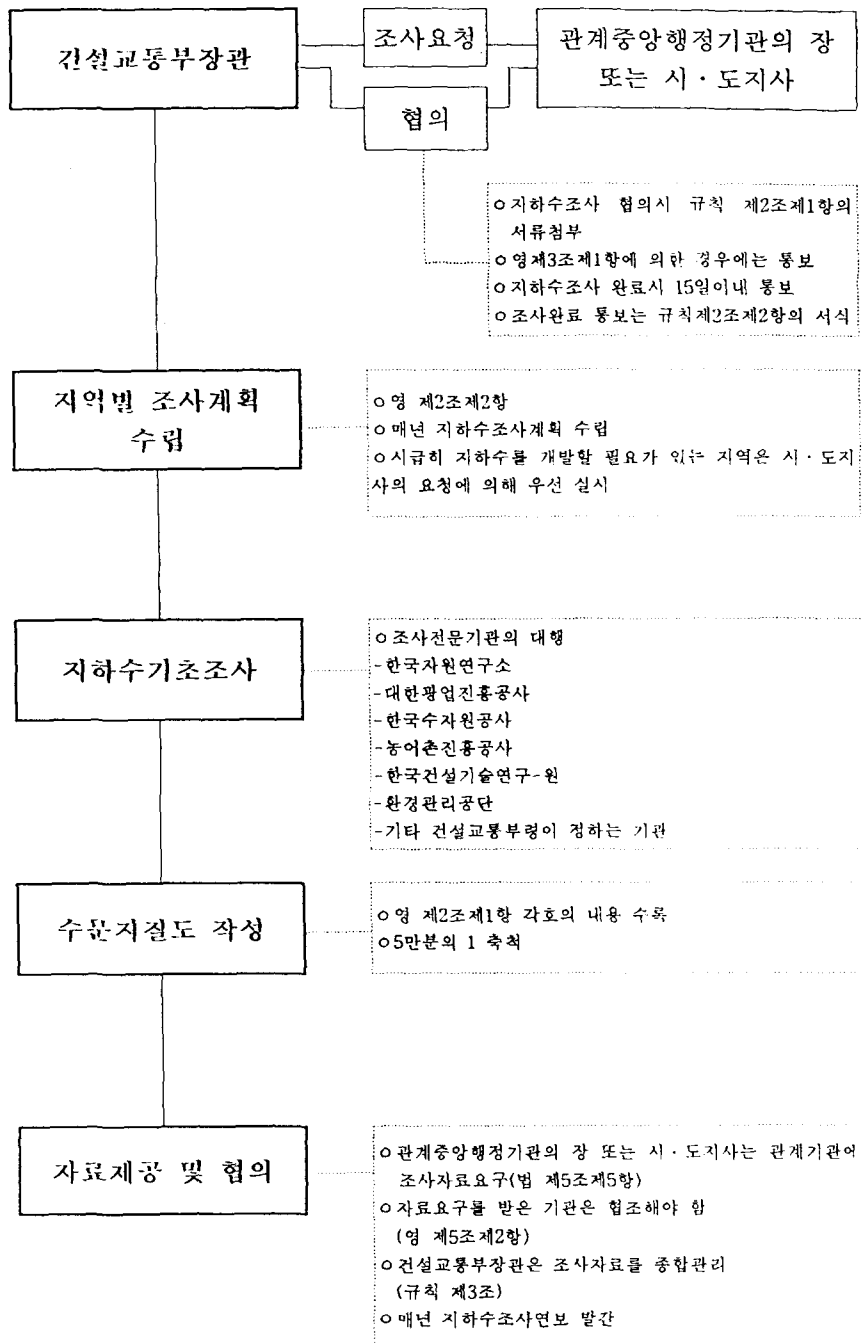 건설교통부장관
조사요청
관계중앙행정기관의 장
또는 시·도지사
협의
ㅇ지하수조사 협의시 규칙 제2조제1항의
서류첨부
ㅇ영제3조제1항에 의한 경우에는 통보
ㅇ지하수조사 완료시 15일이내 통보
ㅇ조사완료 통보는 규칙제2조제2항의 서식
지역별 조사계획
수립
ㅇ영 제2조제2항
ㅇ매년 지하수조사계획 수립
ㅇ시급히 지하수를 개발할 필요가 있는 지역은 시·도지
사의 요청에 의해 우선 실시
지하수기초조사
ㅇ조사전문기관의 대행
-한국자원연구소
-대한광업진흥공사
-한국수자원공사
-농어촌진흥공사
-한국건설기술연구-원
-환경관리공단
-기타 건설교통부령이 정하는 기관
수문지질도 작성
ㅇ영 제2조제1항 각호의 내용 수록
ㅇ5만분의 1 축척
자료제공 및 협의
ㅇ관계중앙행정기관의 장 또는 시·도지사는 관계기관에
조사자료요구(법 제5조제5항)
ㅇ자료요구를 받은 기관은 협조해야 함
(영 제5조제2항)
ㅇ건설교통부장관은 조사자료를 종합관리
(규칙 제3조)
ㅇ매년 지하수조사연보 발간